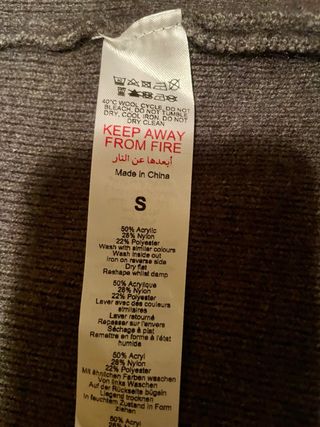 40°C WOOL CYCLE, DO NOT
BLEACH, DO NOT TUMBLE
DRY, COOL IRON, DO NOT
DRY CLEAN
KEEP AWAY
FROM FIRE
أبعدها عن النار
Made in China
S
50% Acrylic
28% Nylon
22% Polyester
Wash with similar colours
Wash inside out
Iron on reverse side
Dry flat
Reshape whilst damp
50% Acrylique
28% Nylon
22% Polyester
Laver avec des couleurs
similaires
Laver retourné
Repasser sur l'envers
Séchage à plat
Remettre en forme à l'état
humide
50% Acryl
28% Nylon
22% Polyester
Mit ähnlichen Farben waschen
Von links Waschen
Auf der Rückseite bügeln
Liegend trocknen
In feuchtem Zustand in Form
ziehen